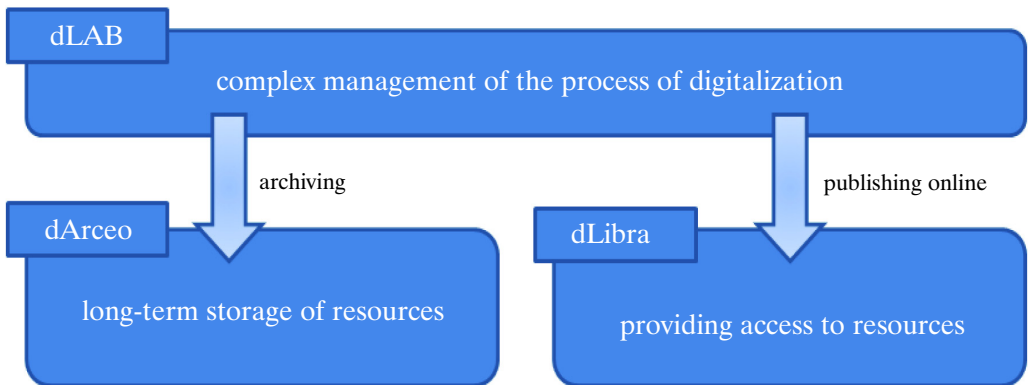 dLAB
complex management of the process of digitalization
archiving
publishing online
dArceo
long-term storage of resources
dLibra
providing access to resources